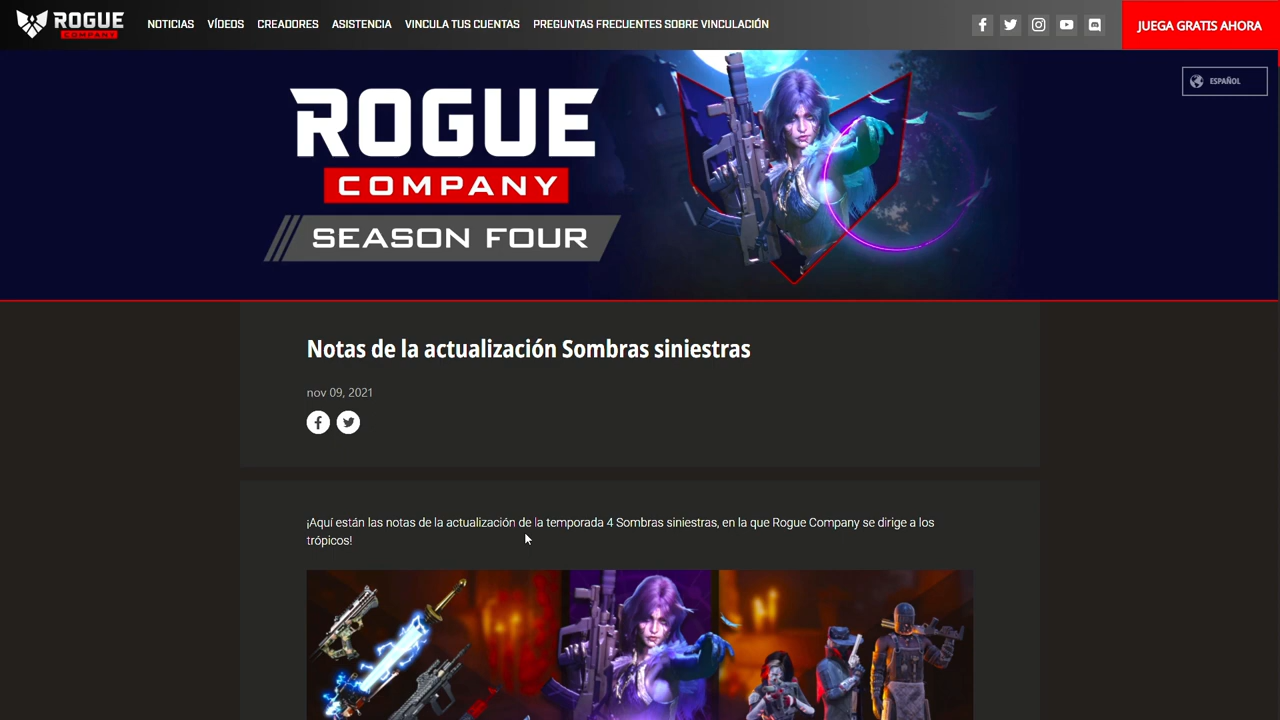 ROGUE
COMPANY
NOTICIAS
VÍDEOS
CREADORES
ASISTENCIA
VINCULA TUS CUENTAS
PREGUNTAS FRECUENTES SOBRE VINCULACIÓN
JUEGA GRATIS AHORA
ESPAÑOL
ROGUE
COMPANY
SEASON FOUR
Notas de la actualización Sombras siniestras
nov 09, 2021
¡Aquí están las notas de la actualización de la temporada 4 Sombras siniestras, en la que Rogue Company se dirige a los
trópicos!